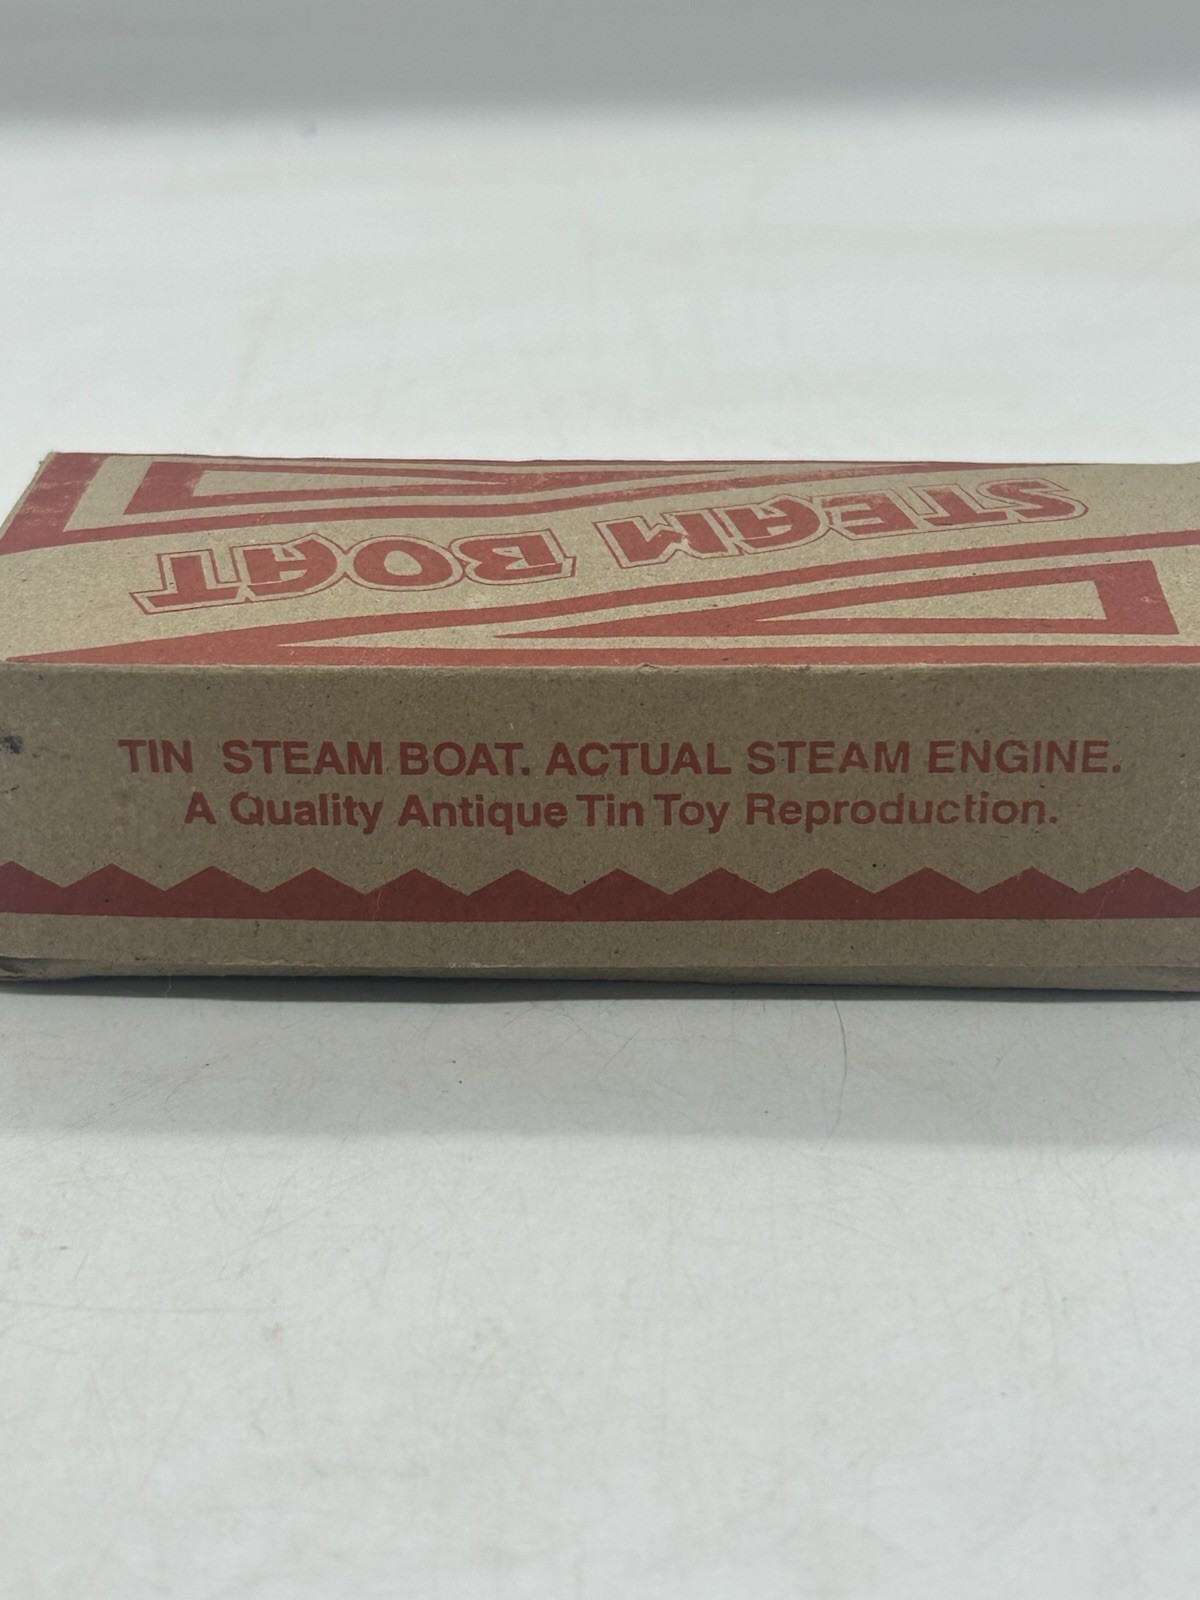 STEAM BOAT
TIN STEAM BOAT. ACTUAL STEAM ENGINE.
A Quality Antique Tin Toy Reproduction.